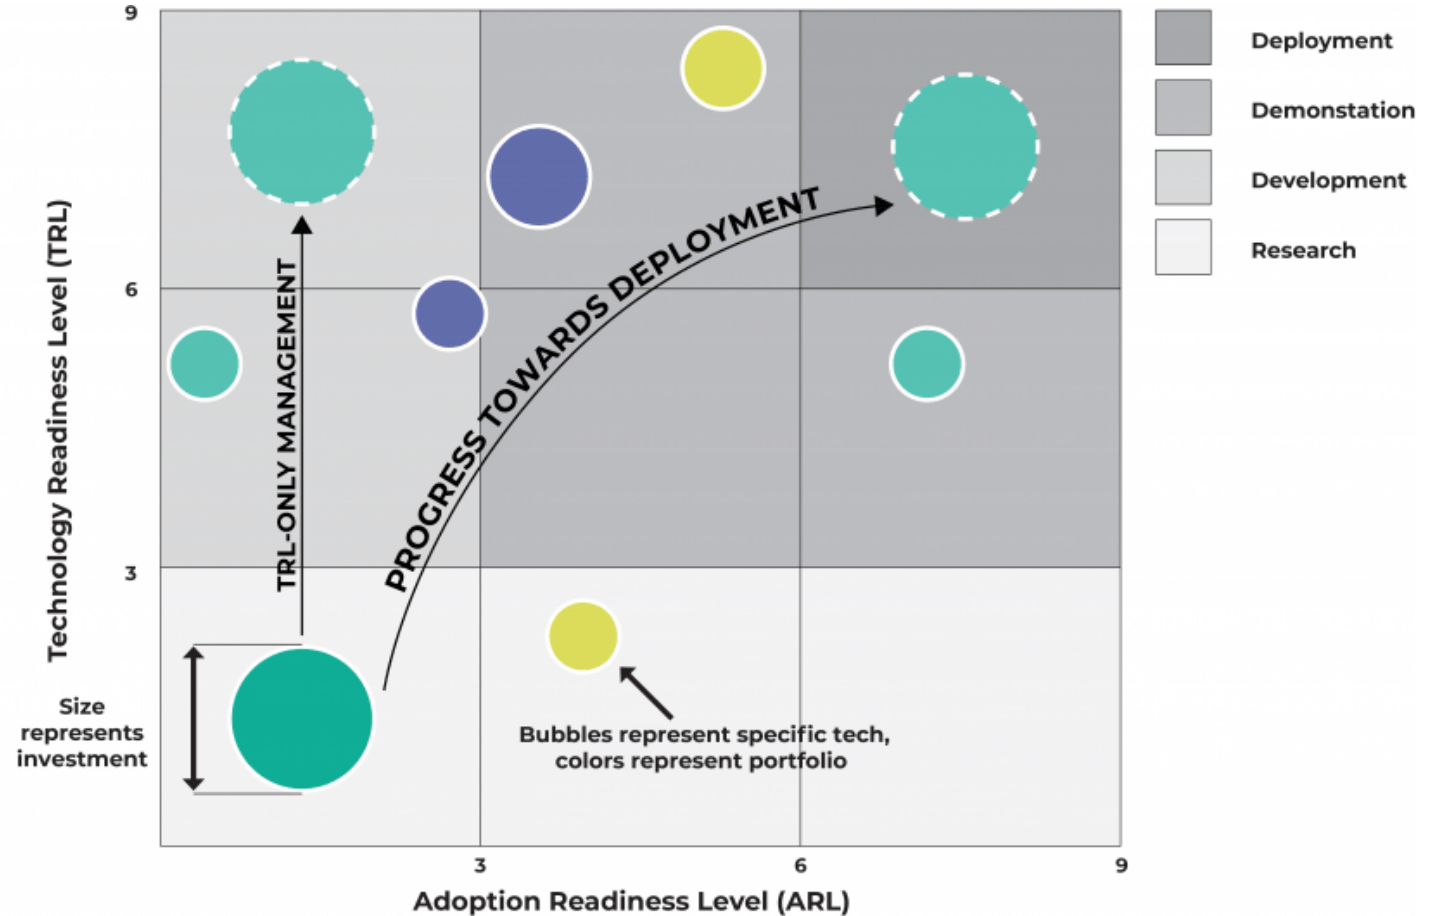 9
6
3
Technology Readiness Level (TRL)
TRL-ONLY MANAGEMENT
PROGRESS TOWARDS DEPLOYMENT
Size
represents
investment
Bubbles represent specific tech,
colors represent portfolio
3
6
9
Adoption Readiness Level (ARL)
Deployment
Demonstation
Development
Research